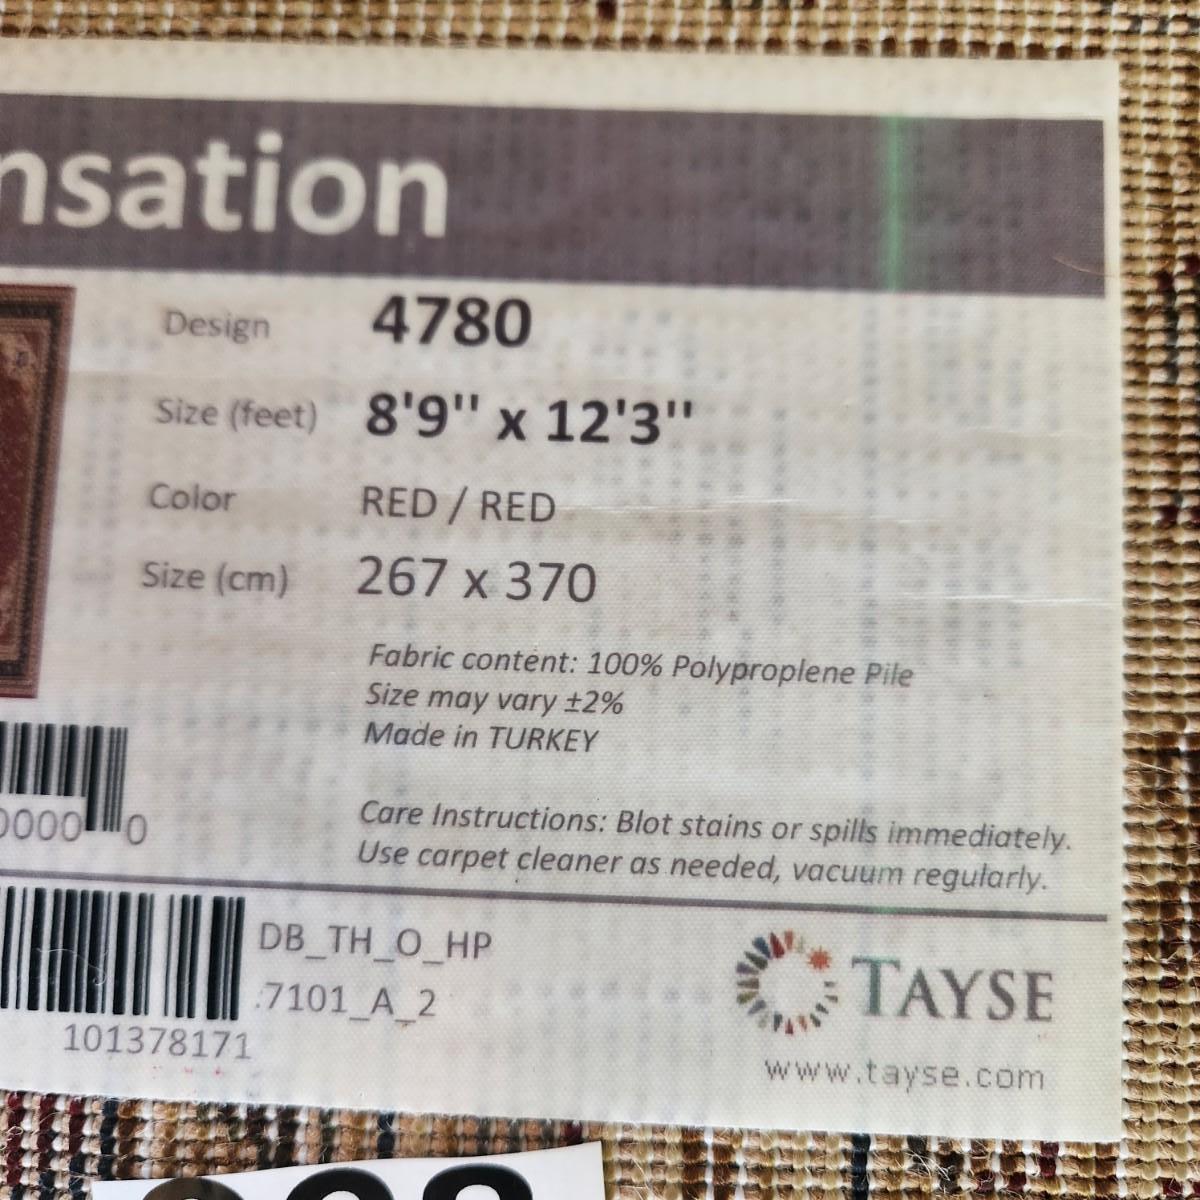 nsation
Design 4780
Size (feet) 8'9'' x 12'3''
Color RED / RED
Size (cm) 267 x 370
Fabric content: 100% Polyproplene Pile
Size may vary ±2%
Made in TURKEY
0000 0
Care Instructions: Blot stains or spills immediately.
Use carpet cleaner as needed, vacuum regularly.
DB_TH_O_HP
.7101_A_2
101378171
TAYSE
www.tayse.com